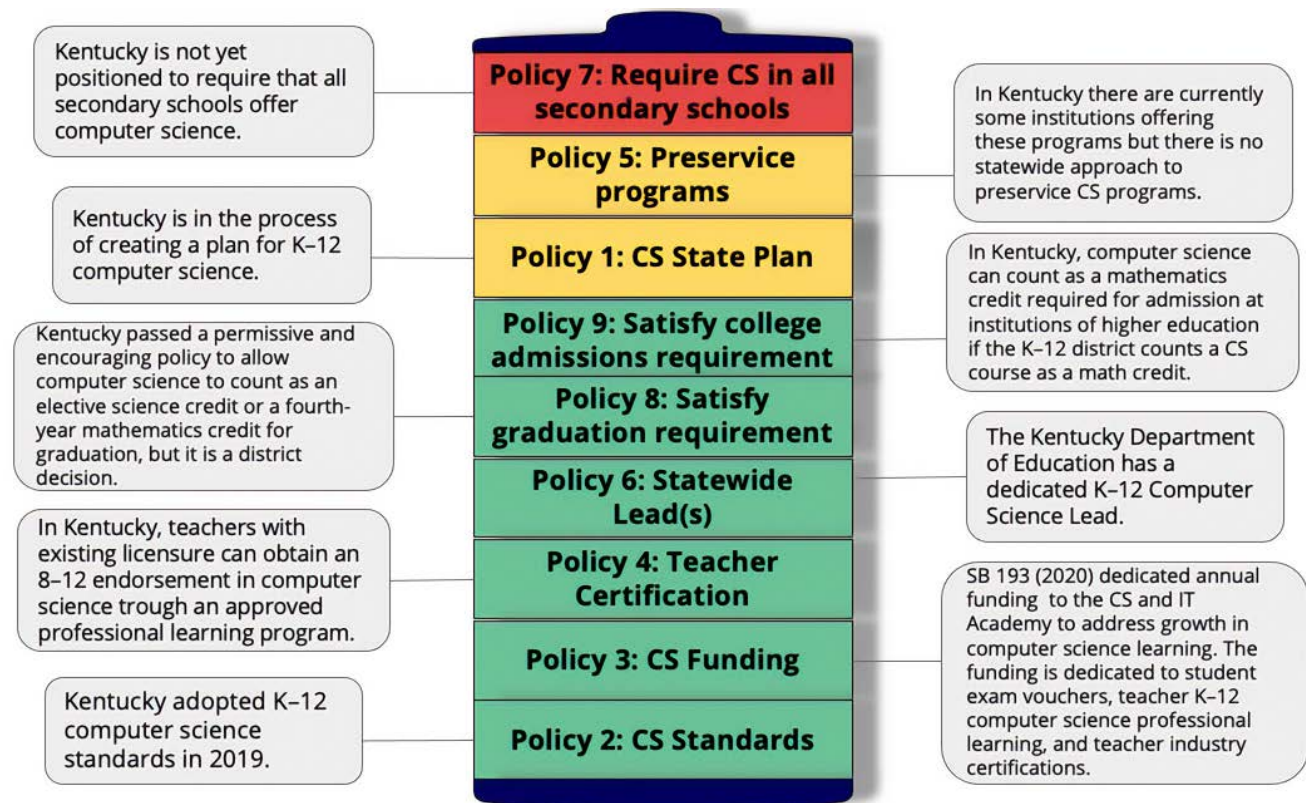 Kentucky is not yet
positioned to require that all
secondary schools offer
computer science.
Policy 7: Require CS in all
secondary schools
In Kentucky there are currently
some institutions offering
these programs but there is no
statewide approach to
preservice CS programs.
Policy 5: Preservice
programs
Kentucky is in the process
of creating a plan for K–12
computer science.
Policy 1: CS State Plan
In Kentucky, computer science
can count as a mathematics
credit required for admission at
institutions of higher education
if the K–12 district counts a CS
course as a math credit.
Policy 9: Satisfy college
admissions requirement
Kentucky passed a permissive and
encouraging policy to allow
computer science to count as an
elective science credit or a fourth-
year mathematics credit for
graduation, but it is a district
decision.
Policy 8: Satisfy
graduation requirement
The Kentucky Department
of Education has a
dedicated K–12 Computer
Science Lead.
Policy 6: Statewide
Lead(s)
In Kentucky, teachers with
existing licensure can obtain an
8–12 endorsement in computer
science trough an approved
professional learning program.
Policy 4: Teacher
Certification
SB 193 (2020) dedicated annual
funding to the CS and IT
Academy to address growth in
computer science learning. The
funding is dedicated to student
exam vouchers, teacher K–12
computer science professional
learning, and teacher industry
certifications.
Policy 3: CS Funding
Kentucky adopted K–12
computer science
standards in 2019.
Policy 2: CS Standards